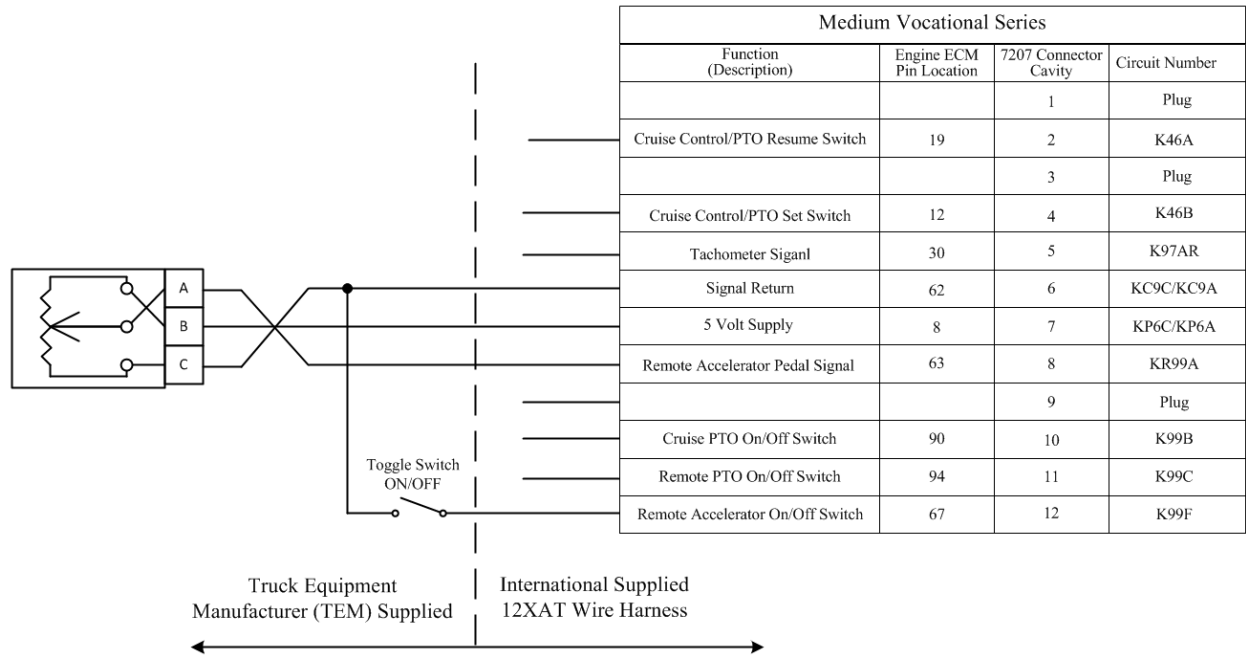 Medium Vocational Series
Function
(Description)
Engine ECM
Pin Location
7207 Connector
Cavity
Circuit Number
1 Plug
Cruise Control/PTO Resume Switch 19 2 K46A
3 Plug
Cruise Control/PTO Set Switch 12 4 K46B
Tachometer Siganl 30 5 K97AR
A Signal Return 62 6 KC9C/KC9A
B 5 Volt Supply 8 7 KP6C/KP6A
C Remote Accelerator Pedal Signal 63 8 KR99A
9 Plug
Cruise PTO On/Off Switch 90 10 K99B
Toggle Switch
ON/OFF
Remote PTO On/Off Switch 94 11 K99C
Remote Accelerator On/Off Switch 67 12 K99F
Truck Equipment
Manufacturer (TEM) Supplied
International Supplied
12XAT Wire Harness